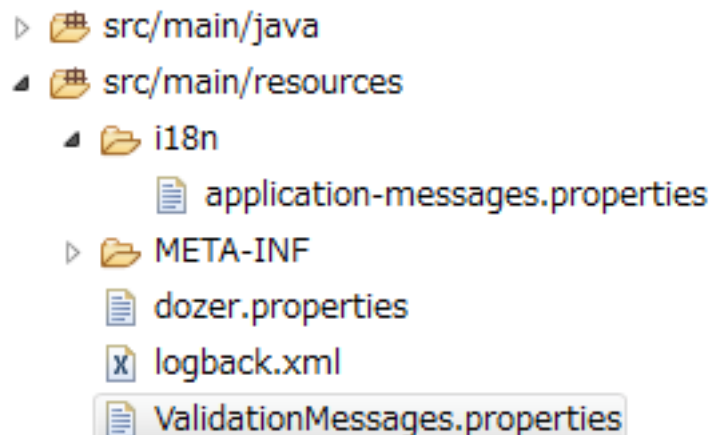 src/main/java
src/main/resources
i18n
application-messages.properties
META-INF
dozer.properties
logback.xml
ValidationMessages.properties